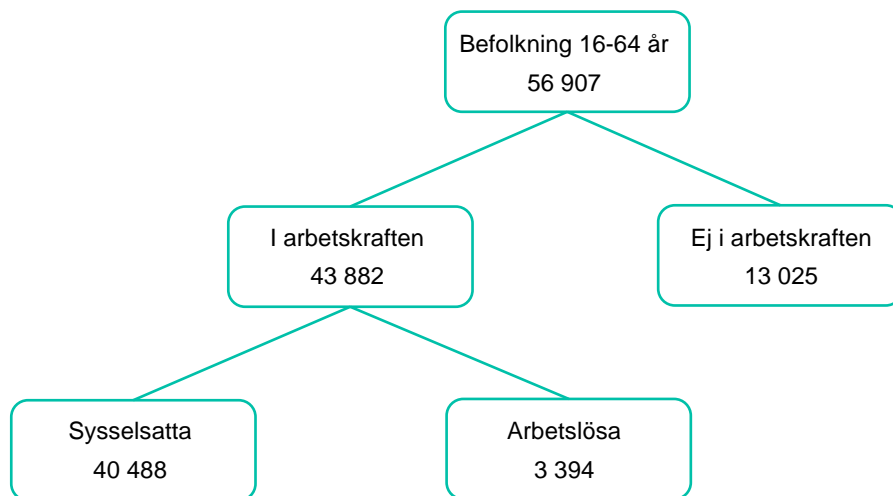 Befolkning 16-64 år
56 907
I arbetskraften
43 882
Ej i arbetskraften
13 025
Sysselsatta
40 488
Arbetslösa
3 394